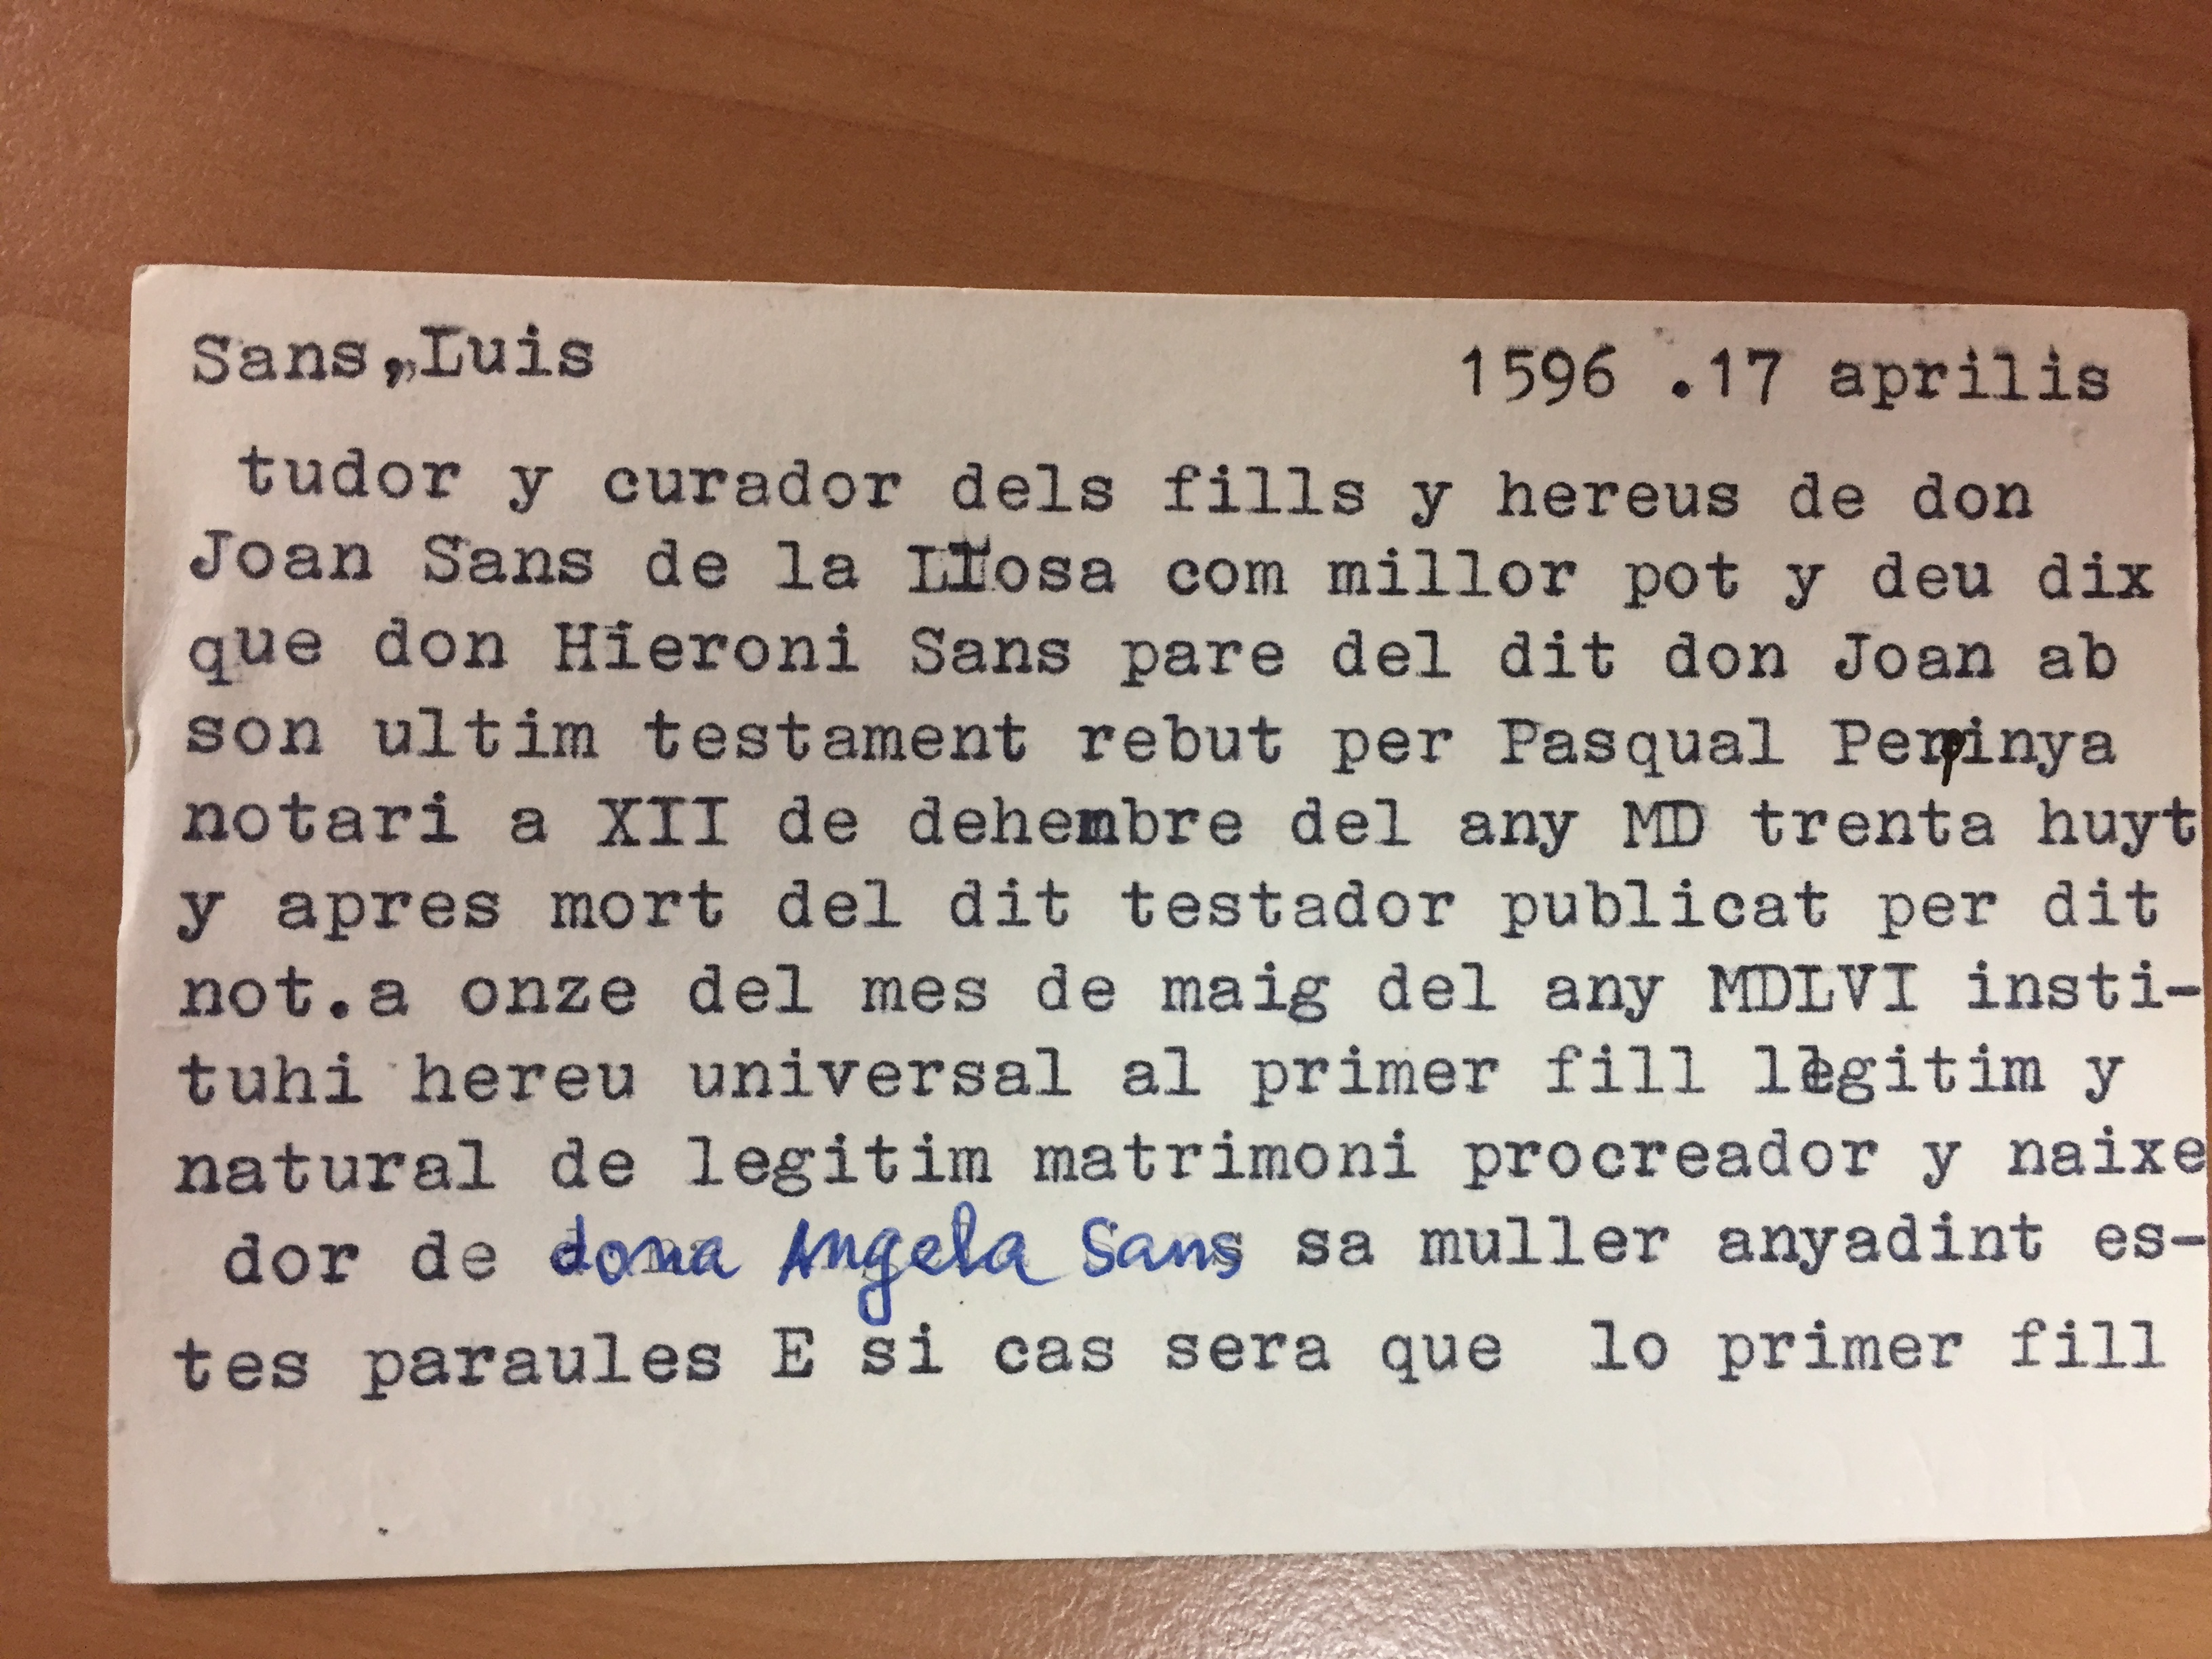 Sans, Luis 1596 .17 aprilis
tudor y curador dels fills y hereus de don
Joan Sans de la Llosa com millor pot y deu dix
que don Hieroni Sans pare del dit don Joan ab
son ultim testament rebut per Pasqual Perpinya
notari a XII de dehembre del any MD trenta huyt
y apres mort del dit testador publicat per dit
not.a onze del mes de maig del any MDLVI insti-
tuhi hereu universal al primer fill legitim y
natural de legitim matrimoni procreador y naixe
dor de dona Angela Sans sa muller anyadint es-
tes paraules E si cas sera que lo primer fill